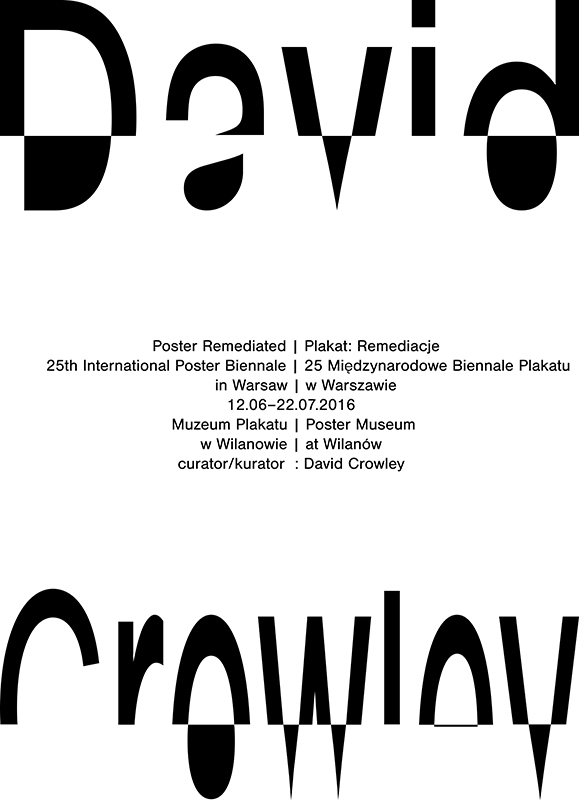 David
Poster Remediated | Plakat: Remediacje
25th International Poster Biennale | 25 Międzynarodowe Biennale Plakatu
in Warsaw | w Warszawie
12.06–22.07.2016
Muzeum Plakatu | Poster Museum
w Wilanowie | at Wilanów
curator/kurator : David Crowley
Crowley